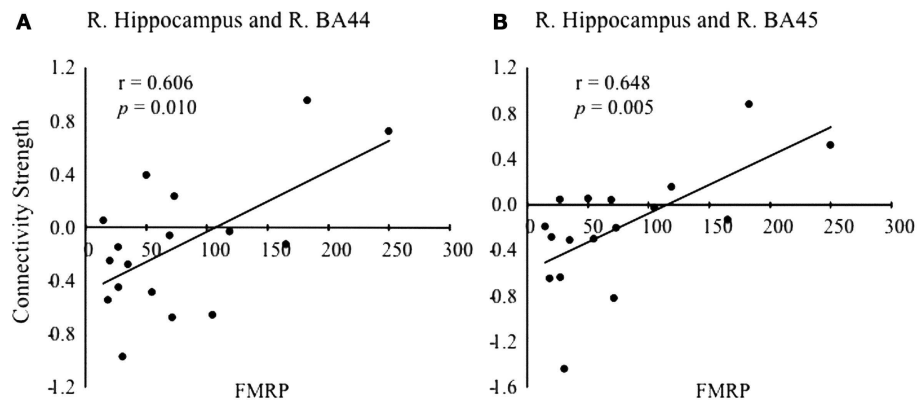 A R. Hippocampus and R. BA44
r = 0.606
p = 0.010
Connectivity Strength
1.2
0.8
0.4
0.0
-0.4
-0.8
-1.2
0 50 100 150 200 250 300
FMRP
B R. Hippocampus and R. BA45
r = 0.648
p = 0.005
1.2
0.8
0.4
0.0
-0.4
-0.8
-1.2
-1.6
0 50 100 150 200 250 300
FMRP